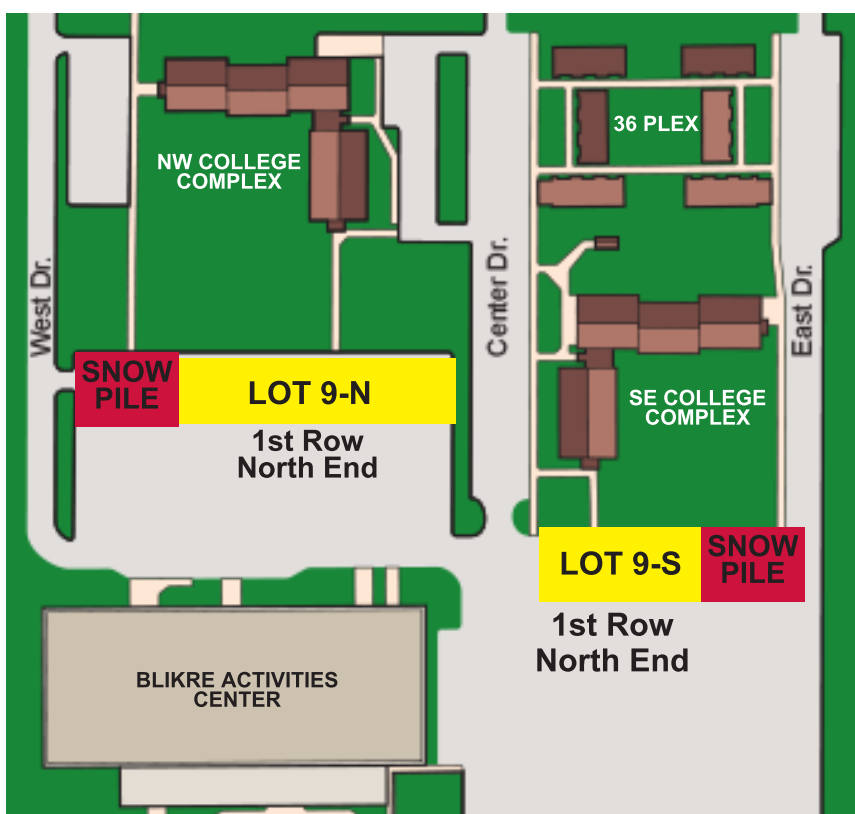 36 PLEX
NW COLLEGE
COMPLEX
West Dr.
Center Dr.
East Dr.
SNOW
PILE
LOT 9-N
1st Row
North End
SE COLLEGE
COMPLEX
LOT 9-S
SNOW
PILE
1st Row
North End
BLIKRE ACTIVITIES
CENTER